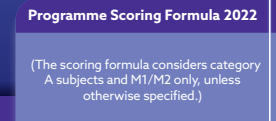 Programme Scoring Formula 2022
(The scoring formula considers category
A subjects and M1/M2 only, unless
otherwise specified.)